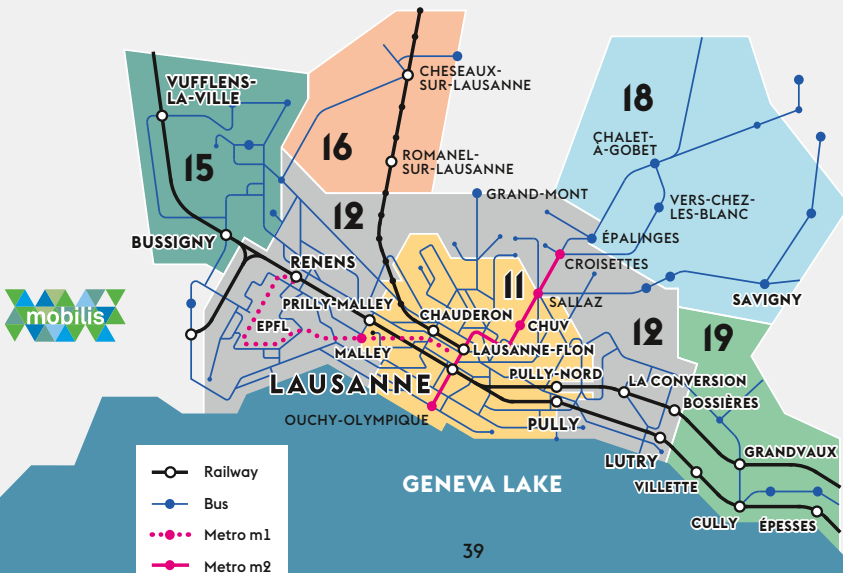 VUFFLENS-
LA-VILLE
CHESEAUX-
SUR-LAUSANNE
18
16
CHALET-
À-GOBET
15
ROMANEL-
SUR-LAUSANNE
12
GRAND-MONT
VERS-CHEZ-
LES-BLANC
BUSSIGNY
ÉPALINGES
RENENS
CROISETTES
11
mobilis
PRILLY-MALLEY
SALLAZ
SAVIGNY
EPFL
CHAUDERON
CHUV
12
19
MALLEY
LAUSANNE-FLON
LAUSANNE
PULLY-NORD
LA CONVERSION
BOSSIÈRES
OUCHY-OLYMPIQUE
PULLY
GRANDVAUX
LUTRY
VILLETTE
GENEVA LAKE
CULLY
ÉPESSES
Railway
Bus
Metro m1
Metro m2
39